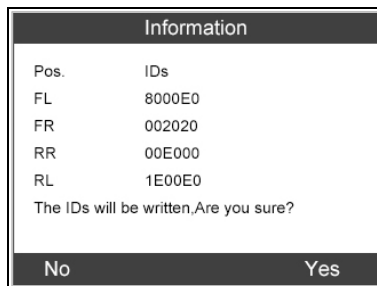 Information
Pos. IDs
FL 8000E0
FR 002020
RR 00E000
RL 1E00E0
The IDs will be written,Are you sure?
No Yes